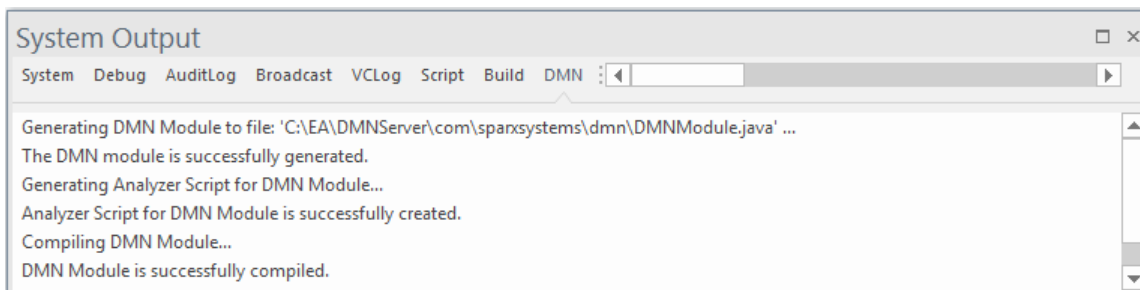 System Output
System Debug AuditLog Broadcast VCLog Script Build DMN
Generating DMN Module to file: 'C:\EA\DMNServer\com\sparxsystems\dmn\DMNModule.java' ...
The DMN module is successfully generated.
Generating Analyzer Script for DMN Module...
Analyzer Script for DMN Module is successfully created.
Compiling DMN Module...
DMN Module is successfully compiled.